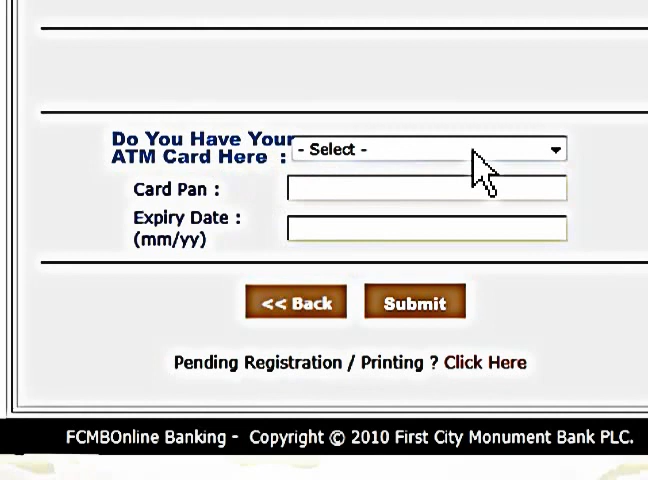 Do You Have Your
ATM Card Here :
- Select -
Card Pan :
Expiry Date :
(mm/yy)
<< Back Submit
Pending Registration / Printing ? Click Here
FCMBOnline Banking - Copyright © 2010 First City Monument Bank PLC.